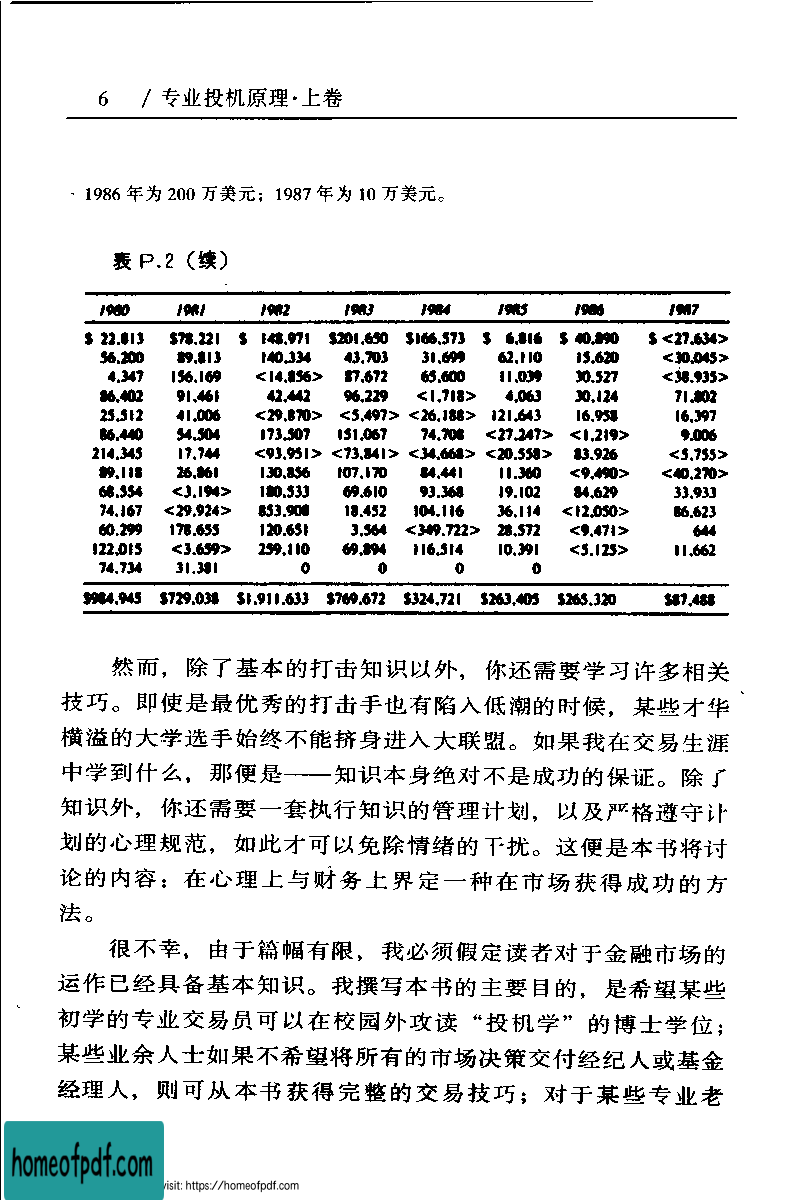 6 / 专业投机原理·上卷
1986 年为 200 万美元；1987 年为 10 万美元。
表 P.2（续）
1980 1981 1982 1983 1984 1985 1986 1987
$ 22.813 $78.221 $ 148.971 $201.650 $166.573 $ 6.816 $ 40.890 $ <27.634>
56.200 89.813 140.334 43.703 31.699 62.110 15.620 <30.045>
4.347 156.169 <14.856> 87.672 65.600 11.039 30.527 <38.935>
86.402 91.461 42.442 96.229 <1.718> 4.063 30.124 71.802
25.512 41.006 <29.870> <5.497> <26.188> 121.643 16.958 16.397
86.440 54.504 173.507 151.067 74.708 <27.247> <1.219> 9.006
214.345 17.744 <93.951> <73.841> <34.668> <20.558> 83.926 <5.755>
89.118 26.861 130.856 107.170 84.441 11.360 <9.490> <40.270>
68.554 <3.194> 180.533 69.610 93.368 19.102 84.629 33.933
74.167 <29.924> 853.908 18.452 104.116 36.114 <12.050> 86.623
60.299 178.655 120.651 3.564 <349.722> 28.572 <9.471> 644
122.015 <3.659> 259.110 69.894 116.514 10.391 <5.125> 11.662
74.734 31.381 0 0 0 0
$984.945 $729.038 $1.911.633 $769.672 $324.721 $263.405 $265.320 $87.488
然而，除了基本的打击知识以外，你还需要学习许多相关
技巧。即使是最优秀的打击手也有陷入低潮的时候，某些才华
横溢的大学选手始终不能挤身进入大联盟。如果我在交易生涯
中学到什么，那便是——知识本身绝对不是成功的保证。除了
知识外，你还需要一套执行知识的管理计划，以及严格遵守计
划的心理规范，如此才可以免除情绪的干扰。这便是本书将讨
论的内容：在心理上与财务上界定一种在市场获得成功的方
法。
很不幸，由于篇幅有限，我必须假定读者对于金融市场的
运作已经具备基本知识。我撰写本书的主要目的，是希望某些
初学的专业交易员可以在校园外攻读“投机学”的博士学位；
某些业余人士如果不希望将所有的市场决策交付经纪人或基金
经理人，则可从本书获得完整的交易技巧；对于某些专业老
homeofpdf.com
visit: https://homeofpdf.com